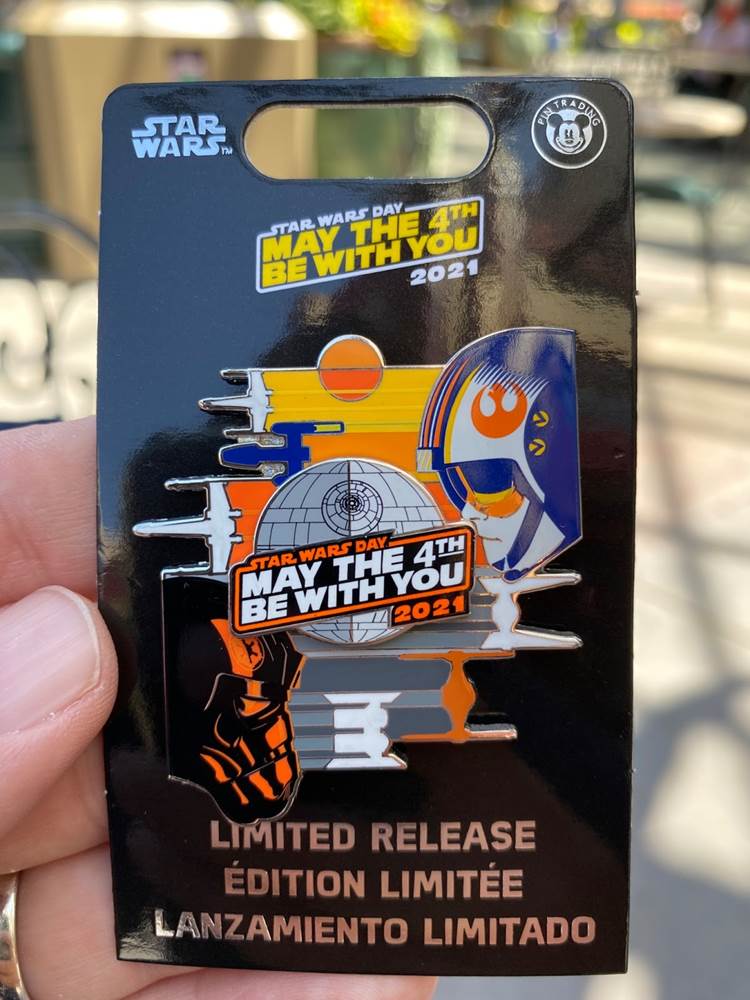 STAR
WARS™
PIN TRADING
STAR WARS DAY
MAY THE 4TH
BE WITH YOU
2021
STAR WARS DAY
MAY THE 4TH
BE WITH YOU
2021
LIMITED RELEASE
ÉDITION LIMITÉE
LANZAMIENTO LIMITADO